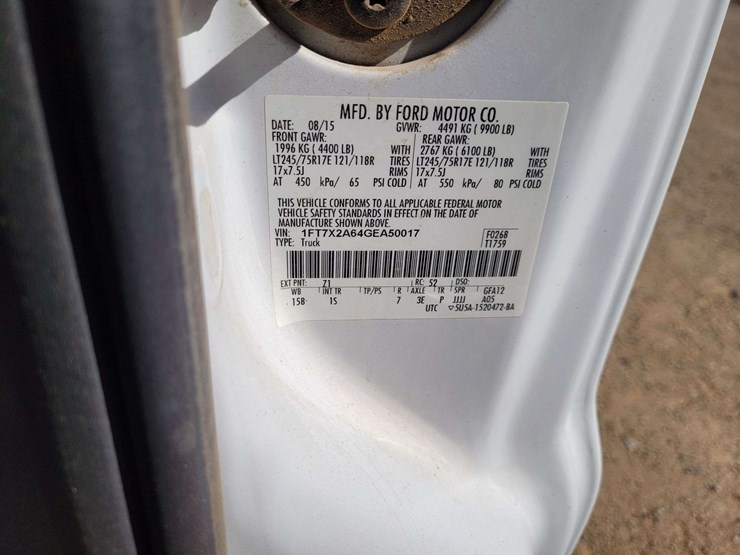 MFD. BY FORD MOTOR CO.
DATE: 08/15 GVWR: 4491 KG ( 9900 LB)
FRONT GAWR: REAR GAWR:
1996 KG ( 4400 LB) WITH 2767 KG ( 6100 LB) WITH
LT245/75R17E 121/118R TIRES LT245/75R17E 121/118R TIRES
17x7.5J RIMS 17x7.5J RIMS
AT 450 kPa/ 65 PSI COLD AT 550 kPa/ 80 PSI COLD
THIS VEHICLE CONFORMS TO ALL APPLICABLE FEDERAL MOTOR
VEHICLE SAFETY STANDARDS IN EFFECT ON THE DATE OF
MANUFACTURE SHOWN ABOVE.
VIN: 1FT7X2A64GEA50017 F0268
TYPE: Truck T1759
EXT PNT: Z1 RC: 52 DSO:
WB INT TR TP/PS R AXLE TR SPR GFA12
158 1S 7 3E P JJJJ A05
UTC ▽5U5A-1520472-BA